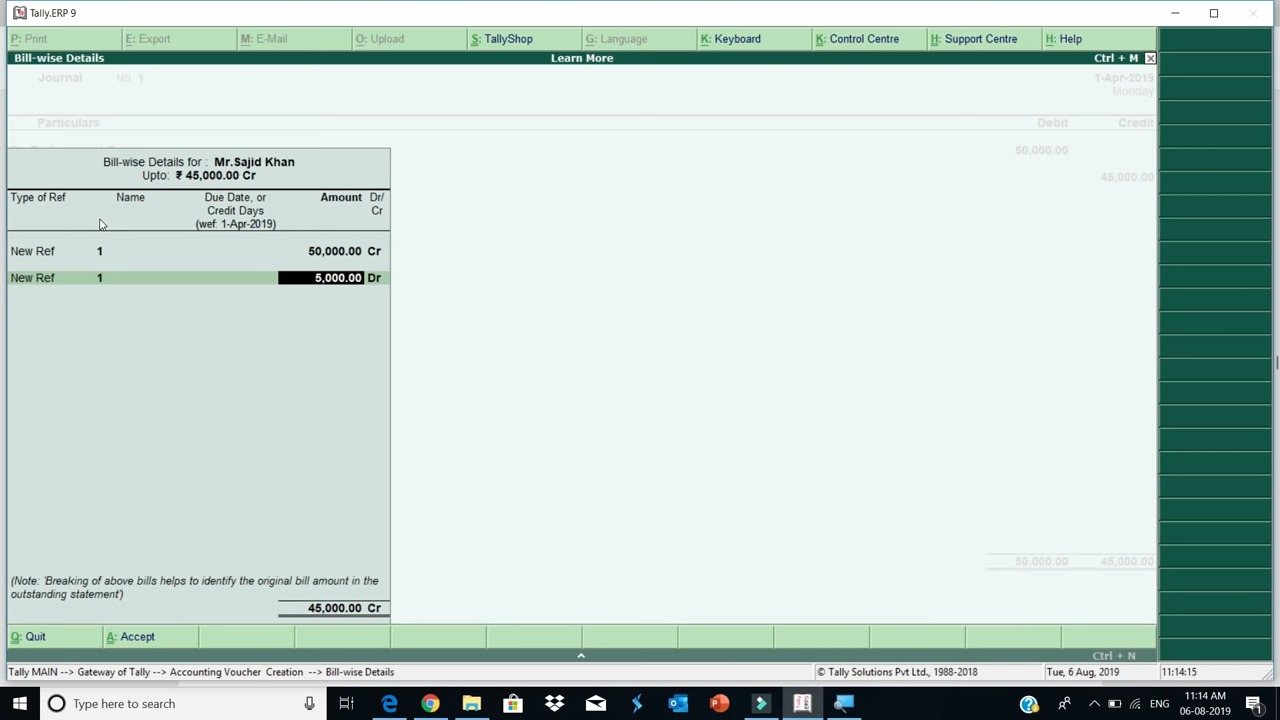 Tally.ERP 9
P: Print E: Export M: E-Mail O: Upload S: TallyShop G: Language K: Keyboard K: Control Centre H: Support Centre H: Help
Bill-wise Details Learn More Ctrl + M
Journal No. 1 1-Apr-2019
Monday
Particulars Debit Credit
50,000.00
45,000.00
Bill-wise Details for : Mr.Sajid Khan
Upto: ₹ 45,000.00 Cr
Type of Ref Name Due Date, or Amount Dr/
Credit Days Cr
(wef: 1-Apr-2019)
New Ref 1 50,000.00 Cr
New Ref 1 5,000.00 Dr
(Note: 'Breaking of above bills helps to identify the original bill amount in the
outstanding statement')
45,000.00 Cr
50,000.00 45,000.00
Q: Quit A: Accept
Ctrl + N
Tally MAIN --> Gateway of Tally --> Accounting Voucher Creation --> Bill-wise Details © Tally Solutions Pvt Ltd., 1988-2018 Tue, 6 Aug, 2019 11:14:15
Type here to search ENG 11:14 AM
06-08-2019